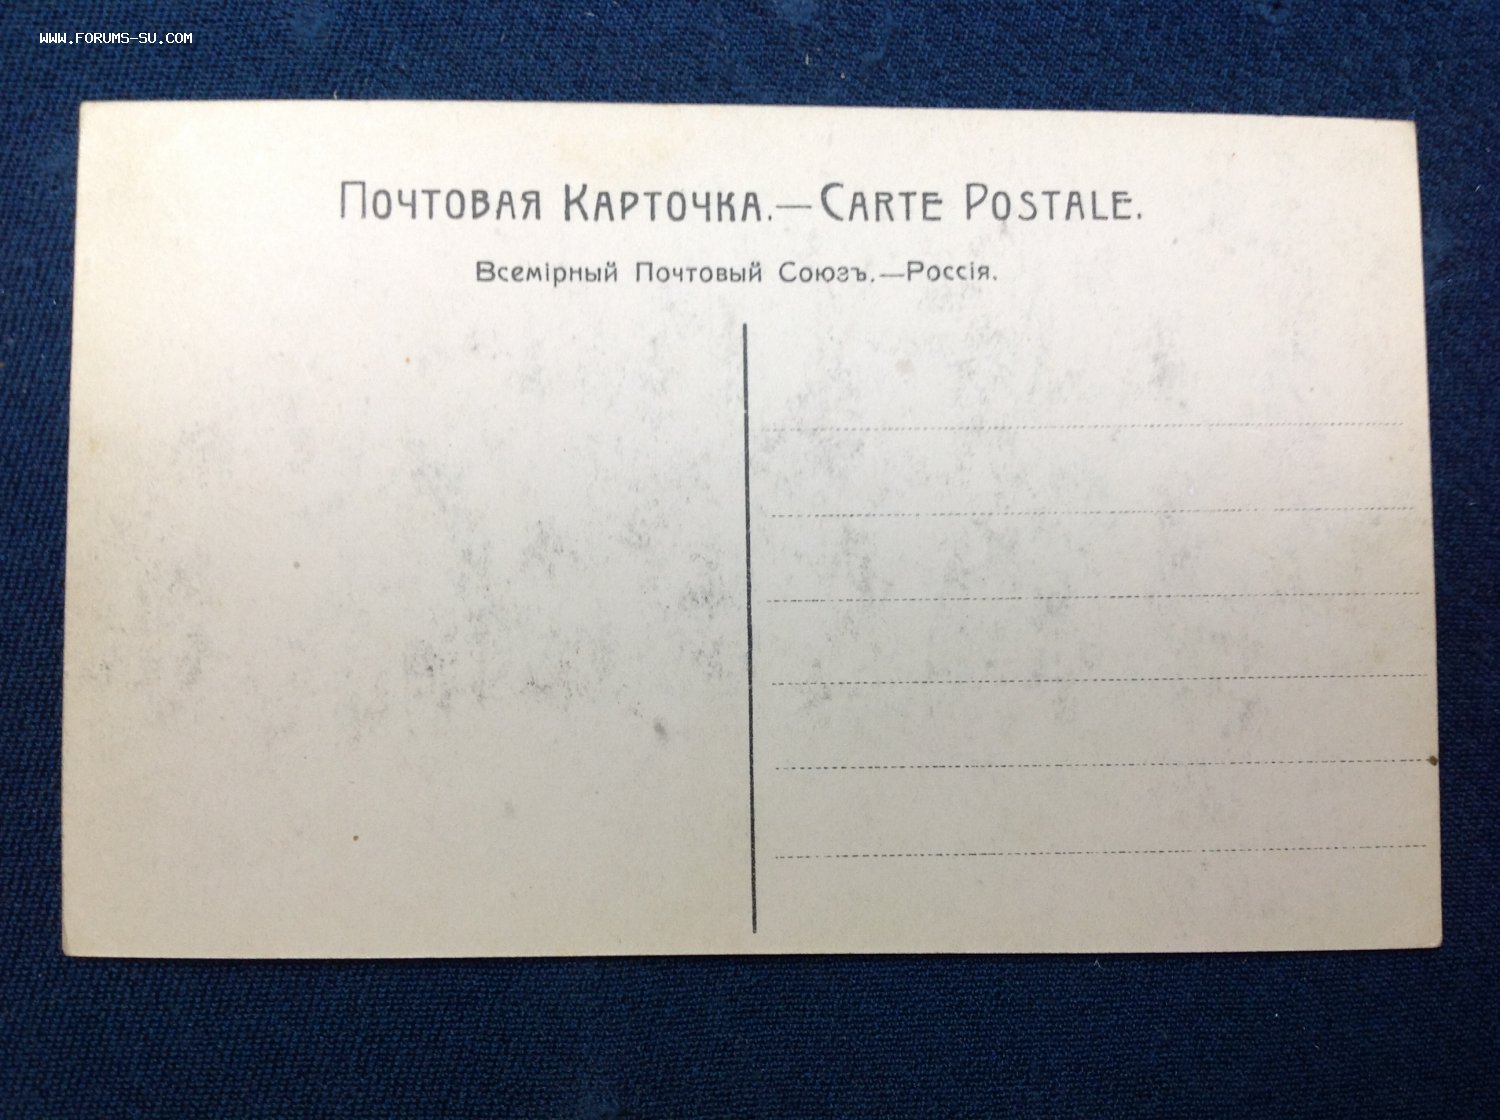 WWW.FORUMS-SU.COM
Почтовая Карточка.—Carte Postale.
Всемірный Почтовый Союзъ.—Россія.